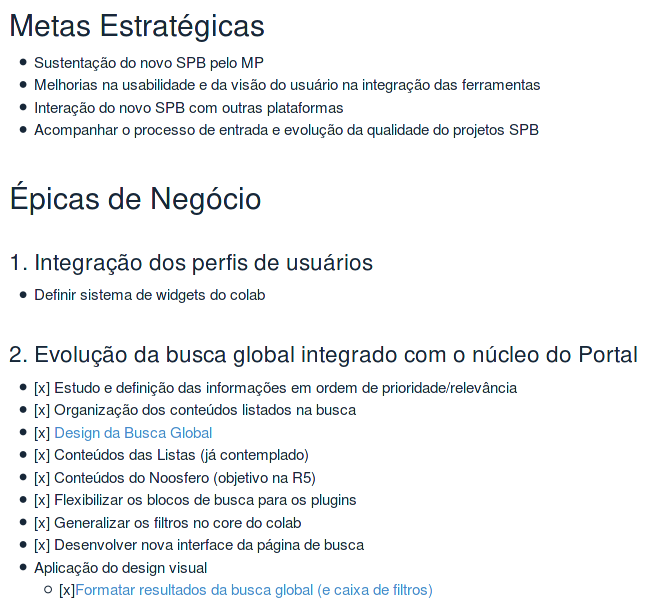 Metas Estratégicas
Sustentação do novo SPB pelo MP
Melhorias na usabilidade e da visão do usuário na integração das ferramentas
Interação do novo SPB com outras plataformas
Acompanhar o processo de entrada e evolução da qualidade do projetos SPB
Épicas de Negócio
1. Integração dos perfis de usuários
Definir sistema de widgets do colab
2. Evolução da busca global integrado com o núcleo do Portal
[x] Estudo e definição das informações em ordem de prioridade/relevância
[x] Organização dos conteúdos listados na busca
[x] Design da Busca Global
[x] Conteúdos das Listas (já contemplado)
[x] Conteúdos do Noosfero (objetivo na R5)
[x] Flexibilizar os blocos de busca para os plugins
[x] Generalizar os filtros no core do colab
[x] Desenvolver nova interface da página de busca
Aplicação do design visual
[x]Formatar resultados da busca global (e caixa de filtros)